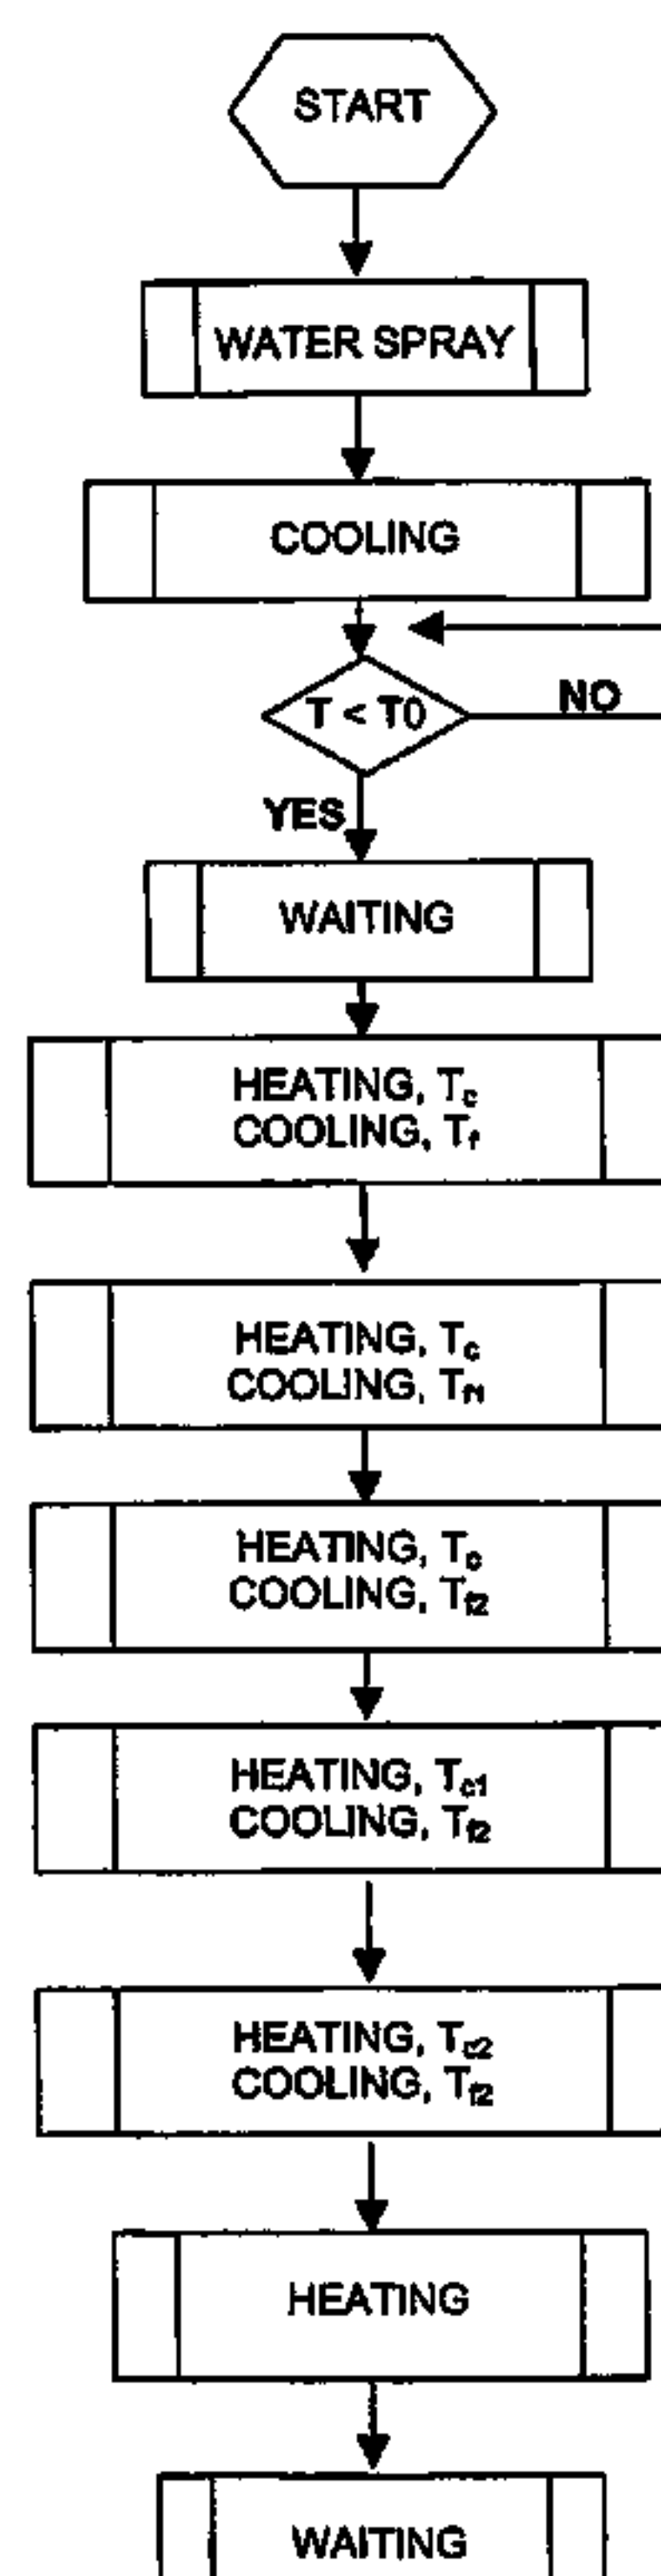 START
WATER SPRAY
COOLING
T < T0
NO
YES
WAITING
HEATING, Tc
COOLING, Tf
HEATING, Tc
COOLING, Tf1
HEATING, Tc
COOLING, Tf2
HEATING, Tc1
COOLING, Tf2
HEATING, Tc2
COOLING, Tf2
HEATING
WAITING